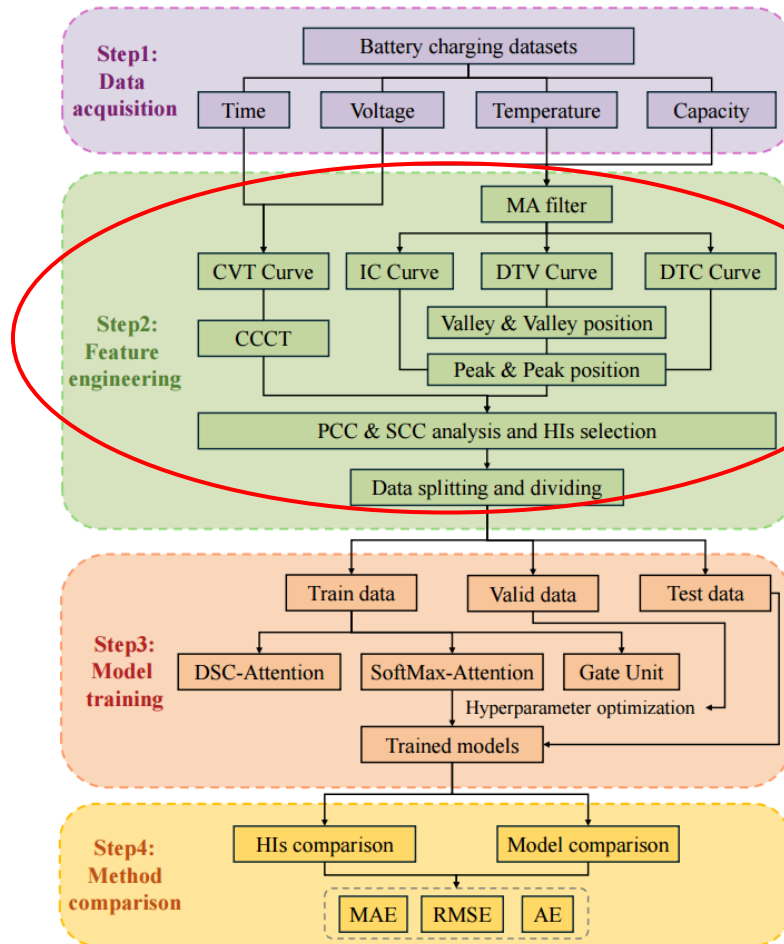 Battery charging datasets
Step1:
Data
acquisition
Time
Voltage
Temperature
Capacity
MA filter
CVT Curve
IC Curve
DTV Curve
DTC Curve
Valley & Valley position
Step2:
Feature
engineering
CCCT
Peak & Peak position
PCC & SCC analysis and HIs selection
Data splitting and dividing
Train data
Valid data
Test data
Step3:
Model
training
DSC-Attention
SoftMax-Attention
Gate Unit
Hyperparameter optimization
Trained models
Step4:
Method
comparison
HIs comparison
Model comparison
MAE
RMSE
AE